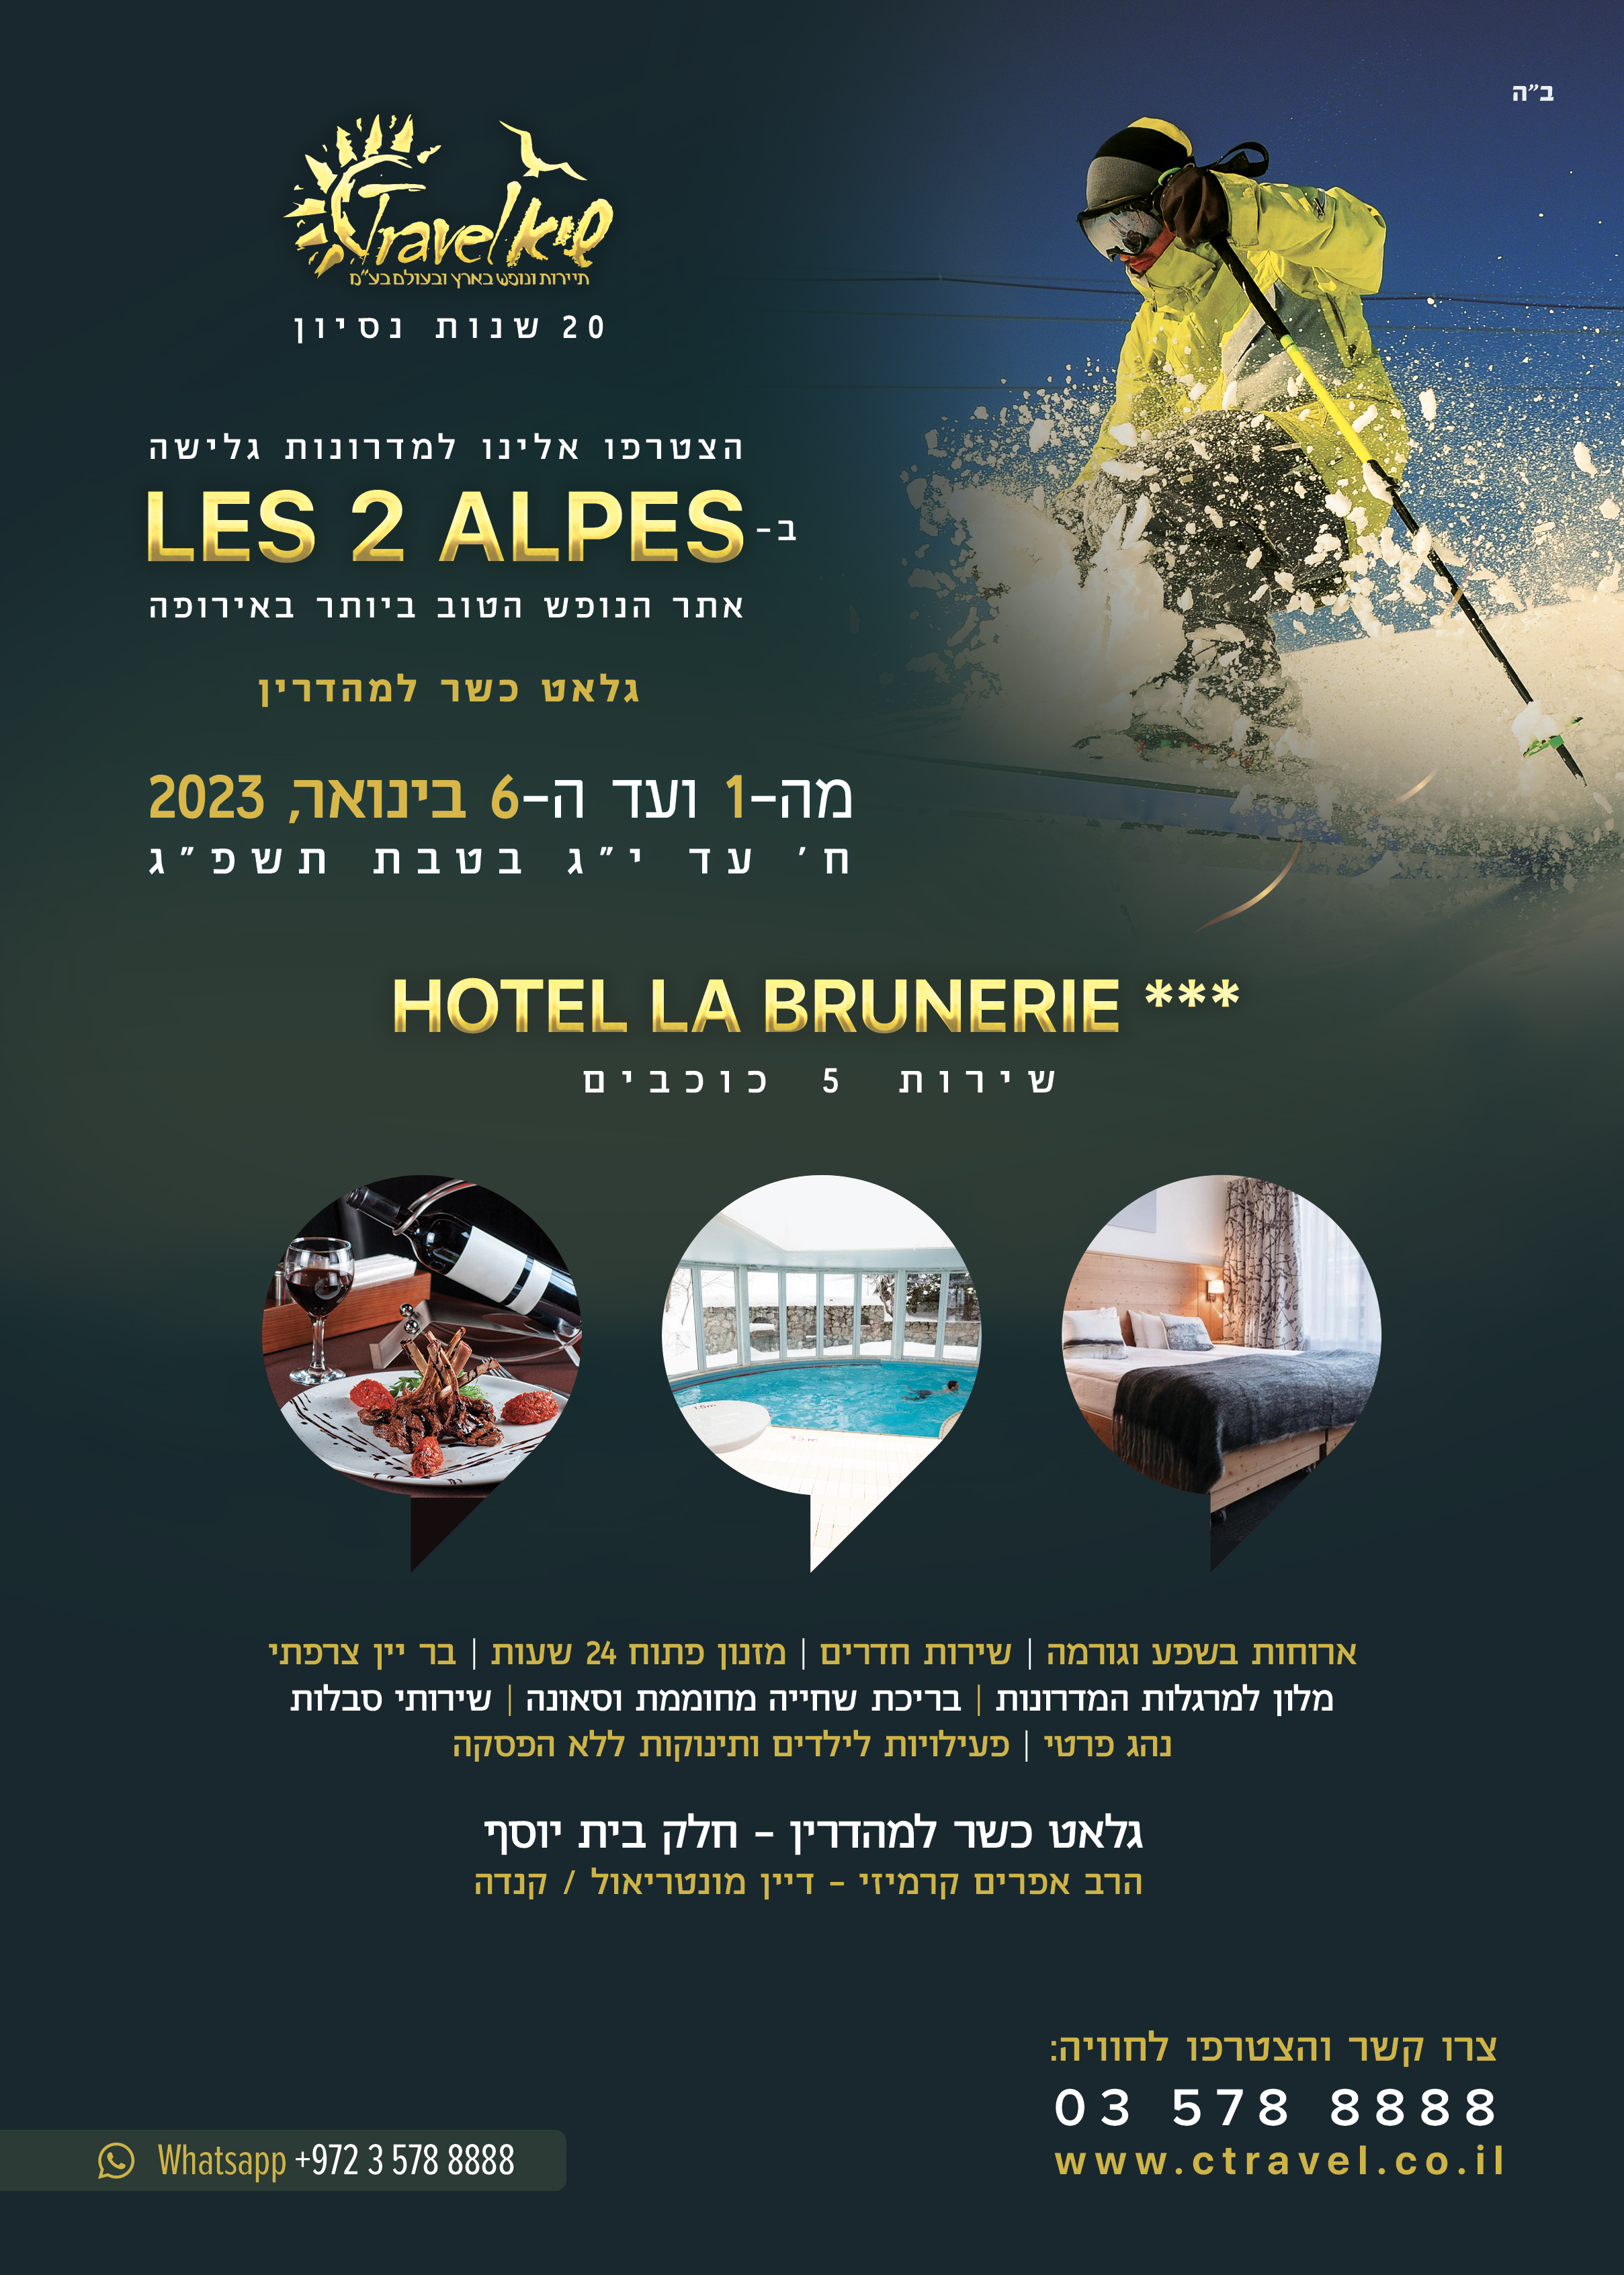 ב״ה
Travel שיא
תיירות ונופש בארץ ובעולם בע״מ
20 שנות נסיון
הצטרפו אלינו למדרונות גלישה
ב- LES 2 ALPES
אתר הנופש הטוב ביותר באירופה
גלאט כשר למהדרין
מה-1 ועד ה-6 בינואר, 2023
ח׳ עד י״ג בטבת תשפ״ג
HOTEL LA BRUNERIE ***
שירות 5 כוכבים
ארוחות בשפע וגורמה | שירות חדרים | מזנון פתוח 24 שעות | בר יין צרפתי
מלון למרגלות המדרונות | בריכת שחייה מחוממת וסאונה | שירותי סבלות
נהג פרטי | פעילויות לילדים ותינוקות ללא הפסקה
גלאט כשר למהדרין - חלק בית יוסף
הרב אפרים קרמיזי - דיין מונטריאול / קנדה
צרו קשר והצטרפו לחוויה:
03 578 8888
www.ctravel.co.il
Whatsapp +972 3 578 8888